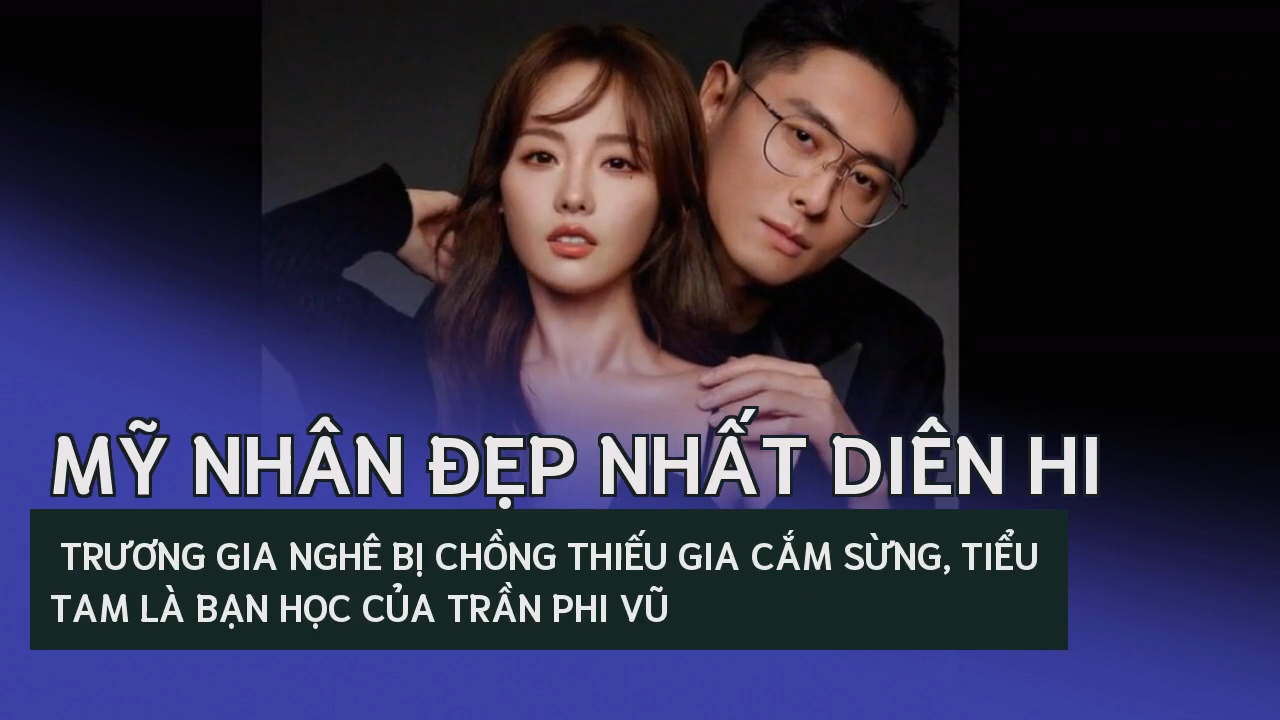 MỸ NHÂN ĐẸP NHẤT DIÊN HI
TRƯƠNG GIA NGHÊ BỊ CHỒNG THIẾU GIA CẮM SỪNG, TIỂU
TAM LÀ BẠN HỌC CỦA TRẦN PHI VŨ